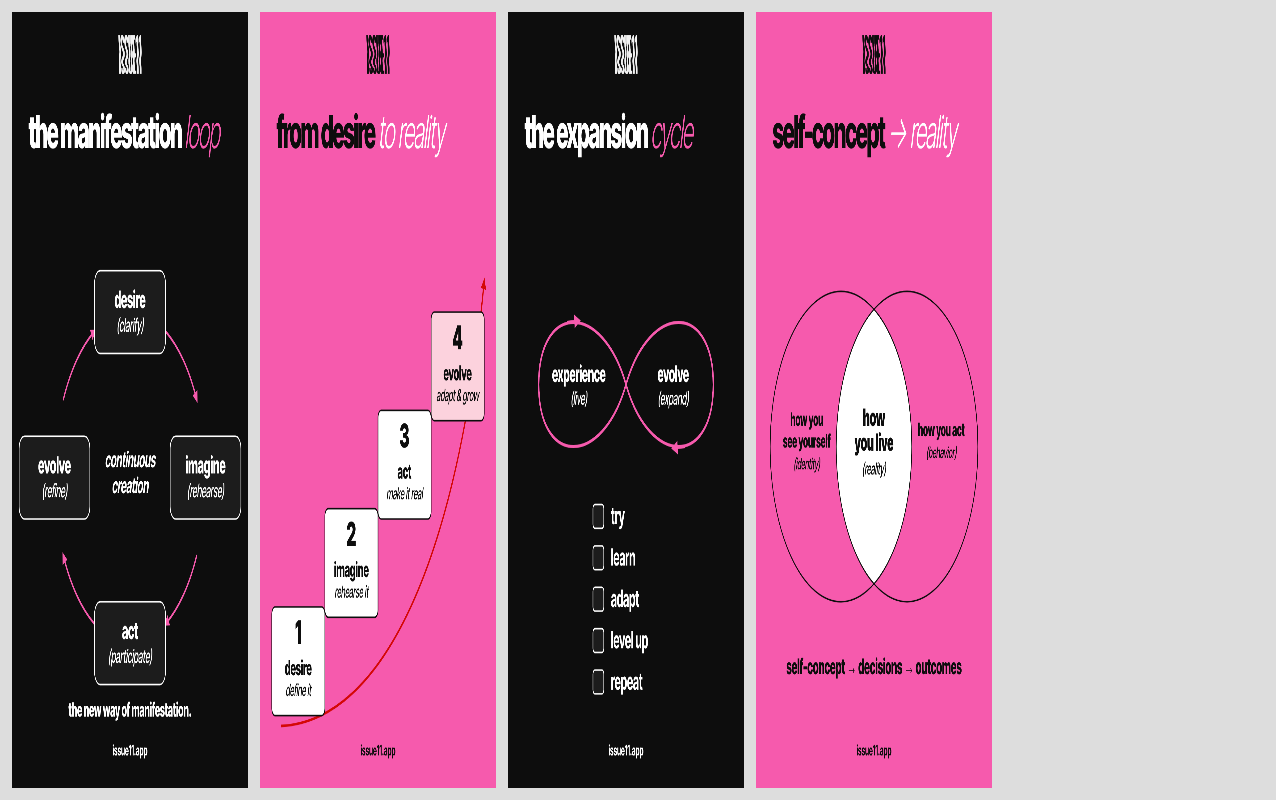 ISSUE11
the manifestation loop
desire
(clarify)
evolve
(refine)
continuous
creation
imagine
(rehearse)
act
(participate)
the new way of manifestation.
issue11.app
ISSUE11
from desire to reality
4
evolve
adapt & grow
3
act
make it real
2
imagine
rehearse it
1
desire
define it
issue11.app
ISSUE11
the expansion cycle
experience
(live)
evolve
(expand)
try
learn
adapt
level up
repeat
issue11.app
ISSUE11
self-concept → reality
how you
see yourself
(identity)
how
you live
(reality)
how you act
(behavior)
self-concept → decisions → outcomes
issue11.app